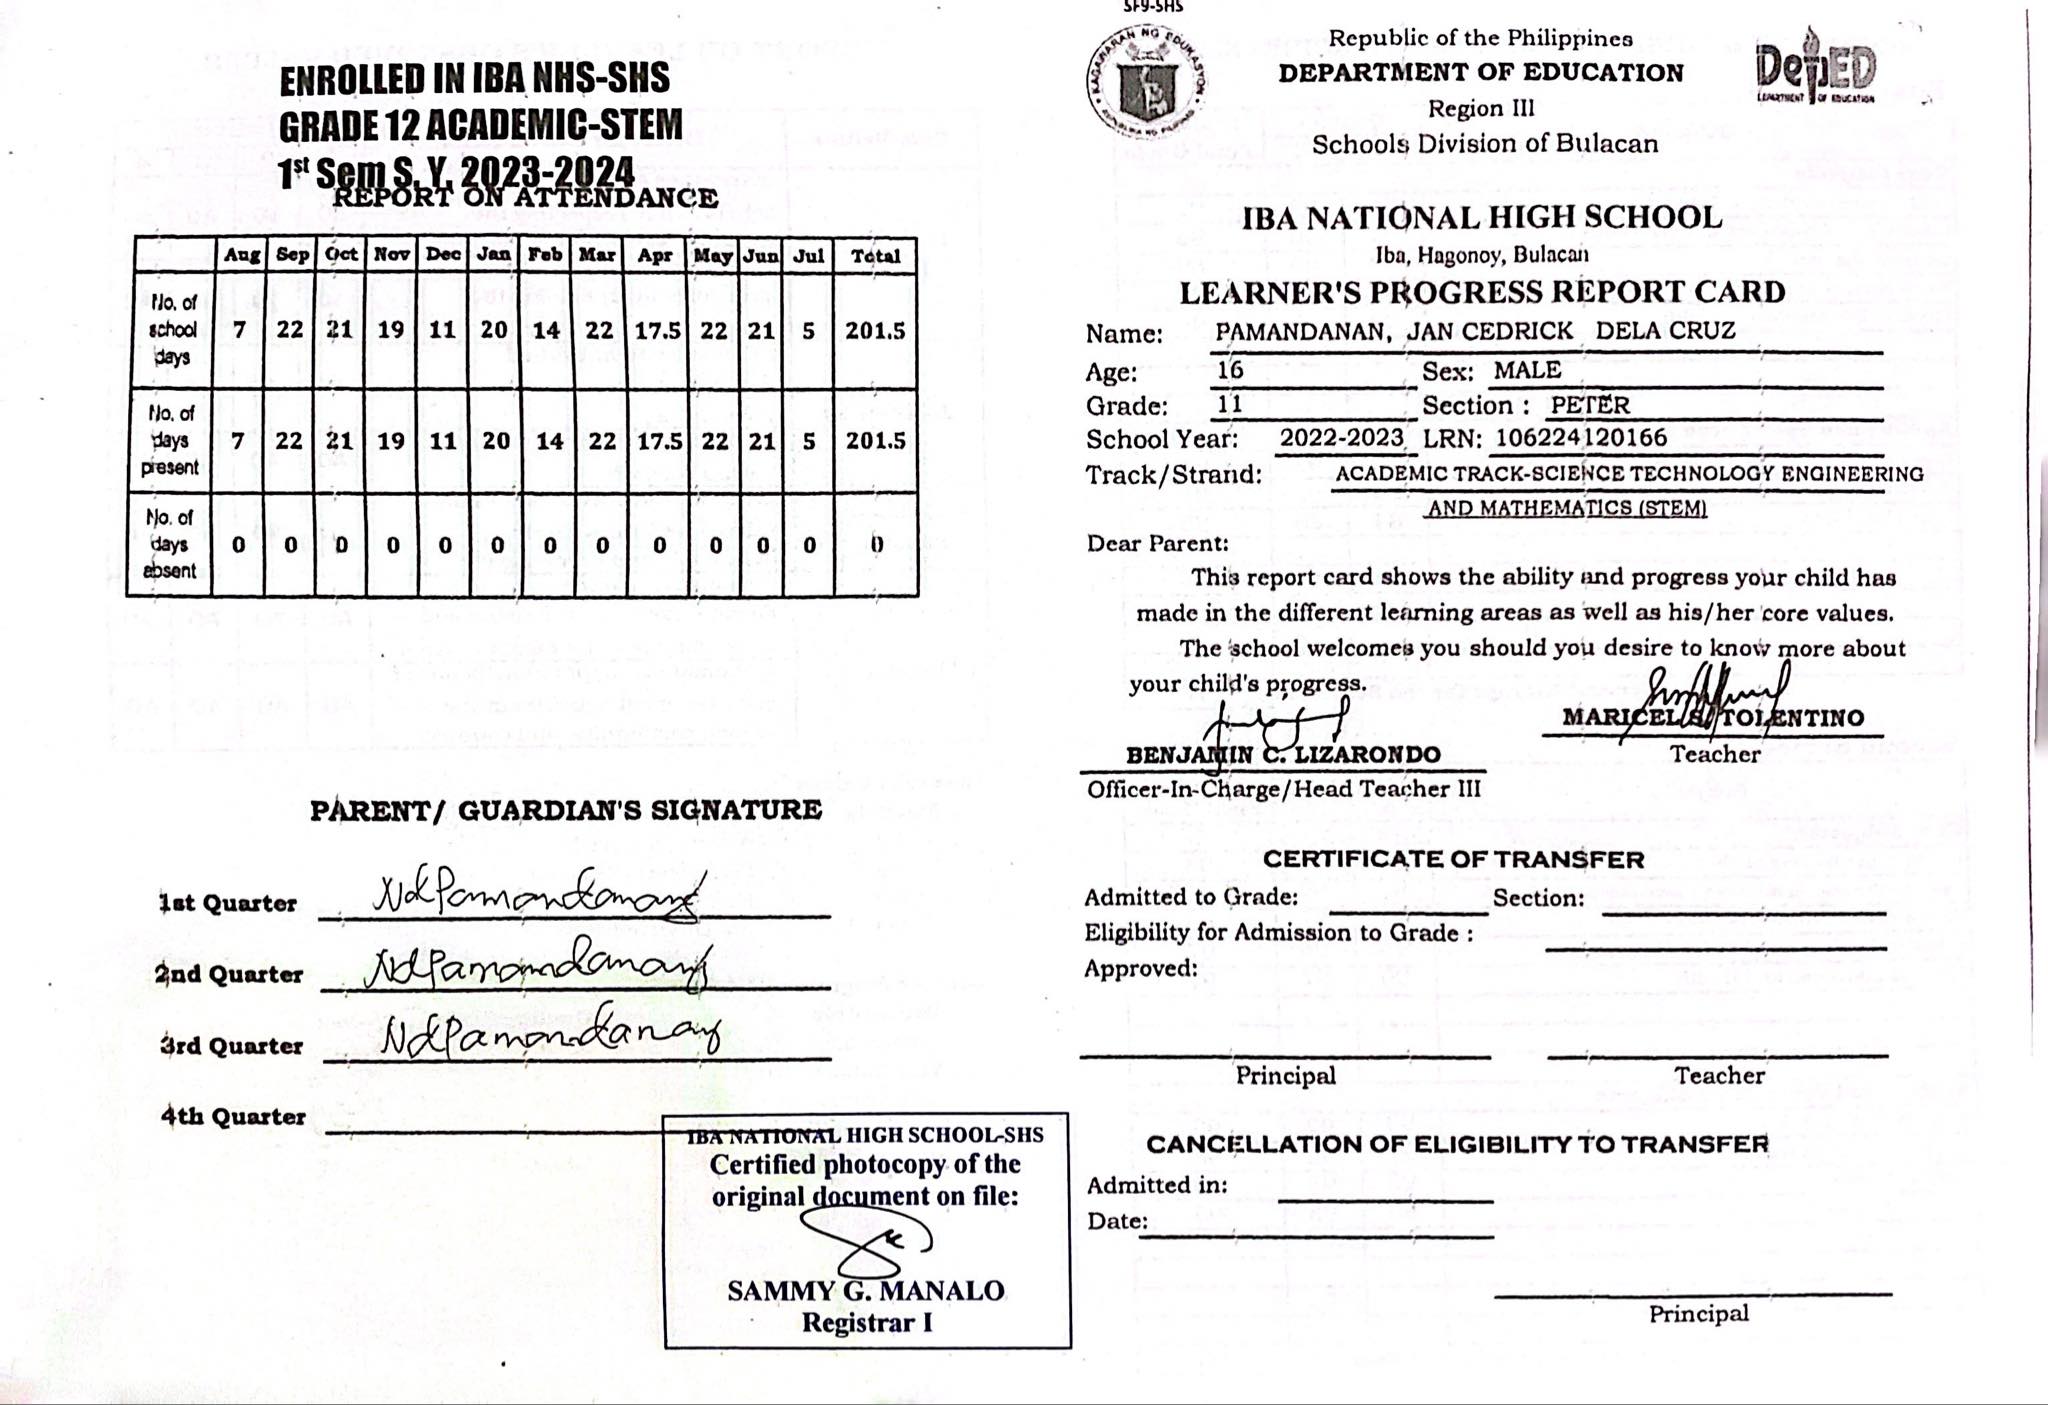 ENROLLED IN IBA NHS-SHS
GRADE 12 ACADEMIC-STEM
1st Sem S. Y. 2023-2024
REPORT ON ATTENDANCE
Aug Sep Oct Nov Dec Jan Feb Mar Apr May Jun Jul Total
No. of school days 7 22 21 19 11 20 14 22 17.5 22 21 5 201.5
No. of days present 7 22 21 19 11 20 14 22 17.5 22 21 5 201.5
No. of days absent 0 0 0 0 0 0 0 0 0 0 0 0 0
PARENT/ GUARDIAN'S SIGNATURE
1st Quarter NdPamandanan
2nd Quarter NdPamandanan
3rd Quarter NdPamandanan
4th Quarter
IBA NATIONAL HIGH SCHOOL-SHS
Certified photocopy of the
original document on file:
SAMMY G. MANALO
Registrar I
SF9-SHS
KAGAWARAN NG EDUKASYON
REPUBLIKA NG PILIPINAS
Republic of the Philippines
DEPARTMENT OF EDUCATION
Region III
Schools Division of Bulacan
DepED
DEPARTMENT OF EDUCATION
IBA NATIONAL HIGH SCHOOL
Iba, Hagonoy, Bulacan
LEARNER'S PROGRESS REPORT CARD
Name: PAMANDANAN, JAN CEDRICK DELA CRUZ
Age: 16 Sex: MALE
Grade: 11 Section : PETER
School Year: 2022-2023 LRN: 106224120166
Track/Strand: ACADEMIC TRACK-SCIENCE TECHNOLOGY ENGINEERING
AND MATHEMATICS (STEM)
Dear Parent:
This report card shows the ability and progress your child has
made in the different learning areas as well as his/her core values.
The school welcomes you should you desire to know more about
your child's progress.
MARICEL S. TOLENTINO
Teacher
BENJAMIN C. LIZARONDO
Officer-In-Charge/Head Teacher III
CERTIFICATE OF TRANSFER
Admitted to Grade: Section:
Eligibility for Admission to Grade :
Approved:
Principal Teacher
CANCELLATION OF ELIGIBILITY TO TRANSFER
Admitted in:
Date:
Principal